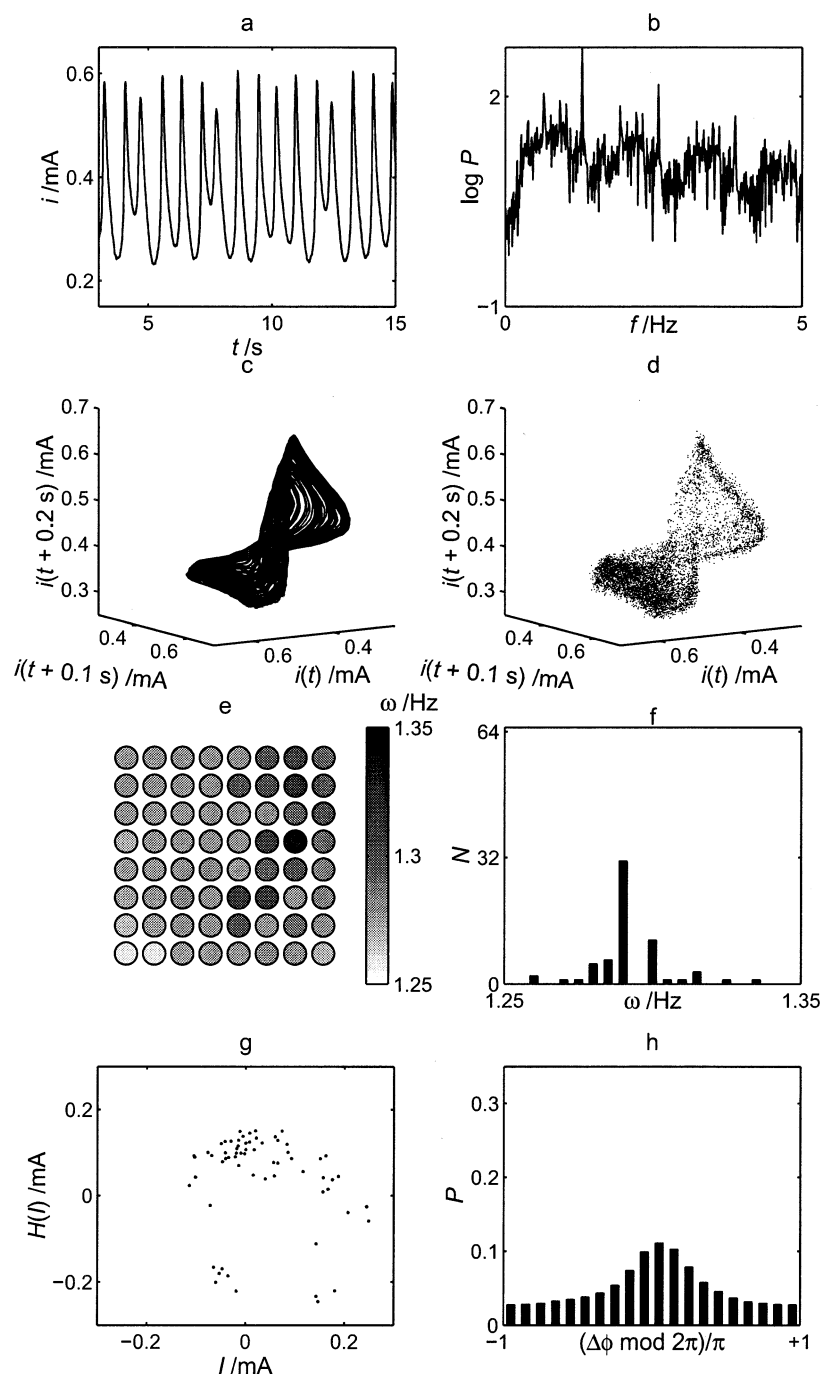 a
0.6
0.4
0.2
i /mA
5
10
15
t /s
b
2
−1
log P
0
f /Hz
5
c
0.7
0.6
0.5
0.4
0.3
i(t + 0.2 s) /mA
0.4
0.6
i(t + 0.1 s) /mA
0.6
0.4
i(t) /mA
d
0.7
0.6
0.5
0.4
0.3
i(t + 0.2 s) /mA
0.4
0.6
i(t + 0.1 s) /mA
0.6
0.4
i(t) /mA
e
ω /Hz
1.35
1.3
1.25
f
64
32
0
N
1.25
ω /Hz
1.35
g
0.2
0
−0.2
H(I) /mA
−0.2
0
0.2
I /mA
h
0.3
0.2
0.1
0
P
−1
(Δϕ mod 2π)/π
+1